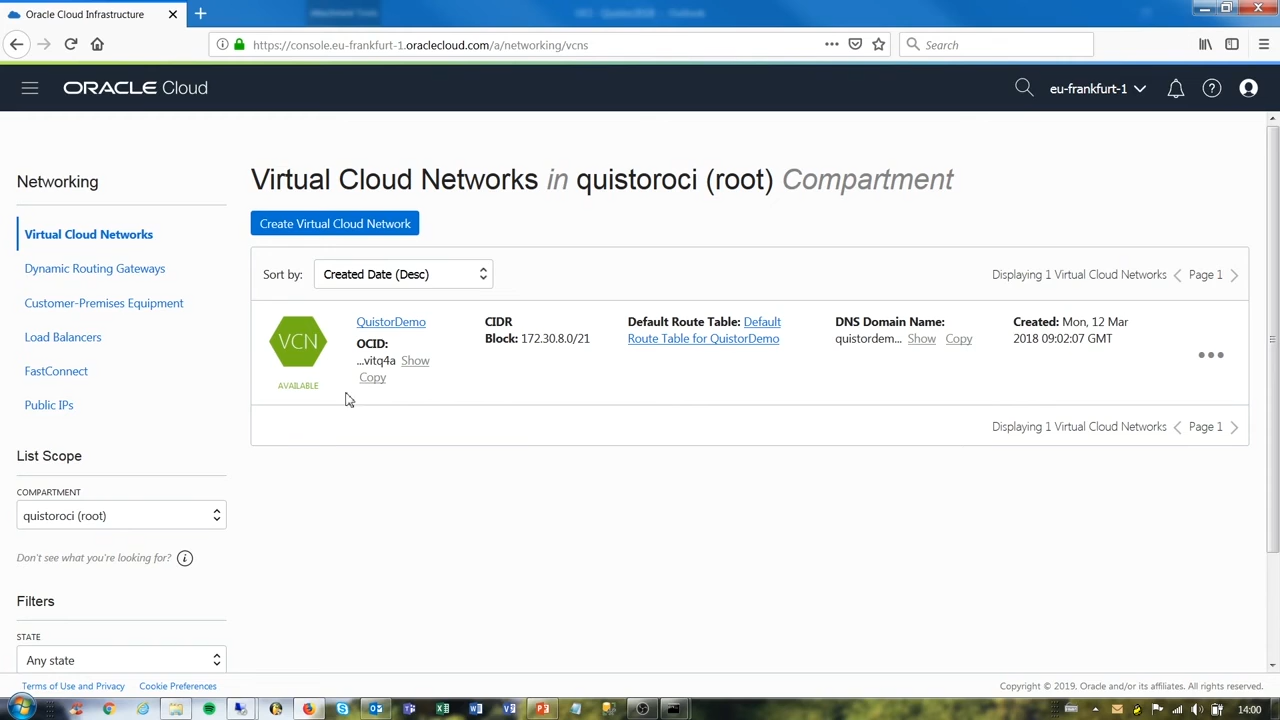 Oracle Cloud Infrastructure
https://console.eu-frankfurt-1.oraclecloud.com/a/networking/vcns
Search
ORACLE Cloud
eu-frankfurt-1
Networking
Virtual Cloud Networks
Dynamic Routing Gateways
Customer-Premises Equipment
Load Balancers
FastConnect
Public IPs
List Scope
COMPARTMENT
quistoroci (root)
Don't see what you're looking for?
Filters
STATE
Any state
Virtual Cloud Networks in quistoroci (root) Compartment
Create Virtual Cloud Network
Sort by: Created Date (Desc)
Displaying 1 Virtual Cloud Networks Page 1
VCN
AVAILABLE
QuistorDemo
OCID:
...vitq4a Show
Copy
CIDR
Block: 172.30.8.0/21
Default Route Table: Default
Route Table for QuistorDemo
DNS Domain Name:
quistordem... Show Copy
Created: Mon, 12 Mar
2018 09:02:07 GMT
Displaying 1 Virtual Cloud Networks Page 1
Terms of Use and Privacy Cookie Preferences
Copyright © 2019, Oracle and/or its affiliates. All rights reserved.
14:00